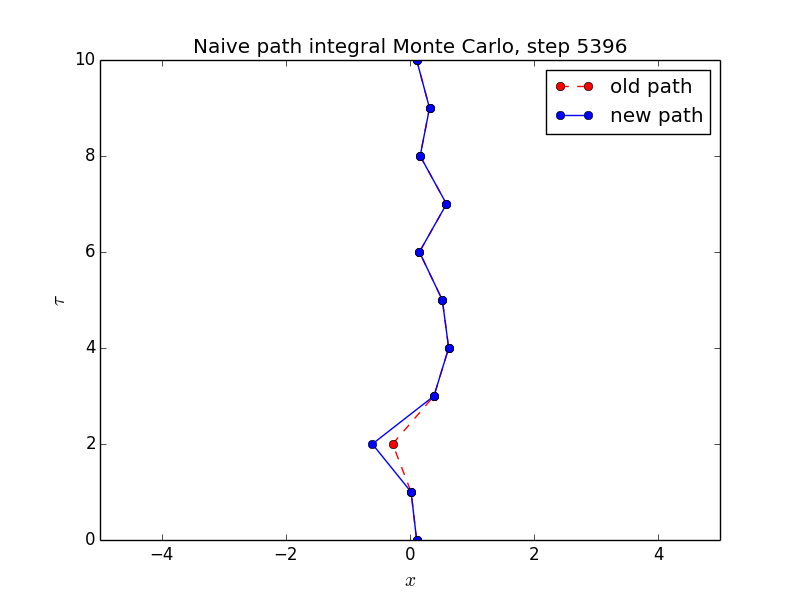 Naive path integral Monte Carlo, step 5396
old path
new path
10
8
6
4
2
0
τ
−4 −2 0 2 4
x